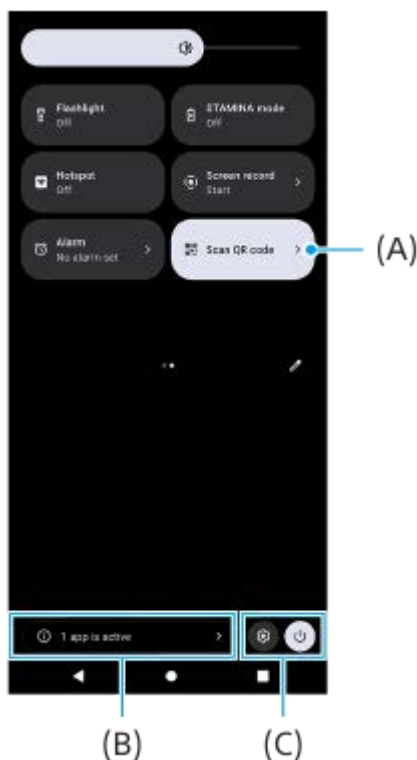 Flashlight
Off
STAMINA mode
Off
Hotspot
Off
Screen record
Start
Alarm
No alarm set
Scan QR code
(A)
1 app is active
(B)
(C)